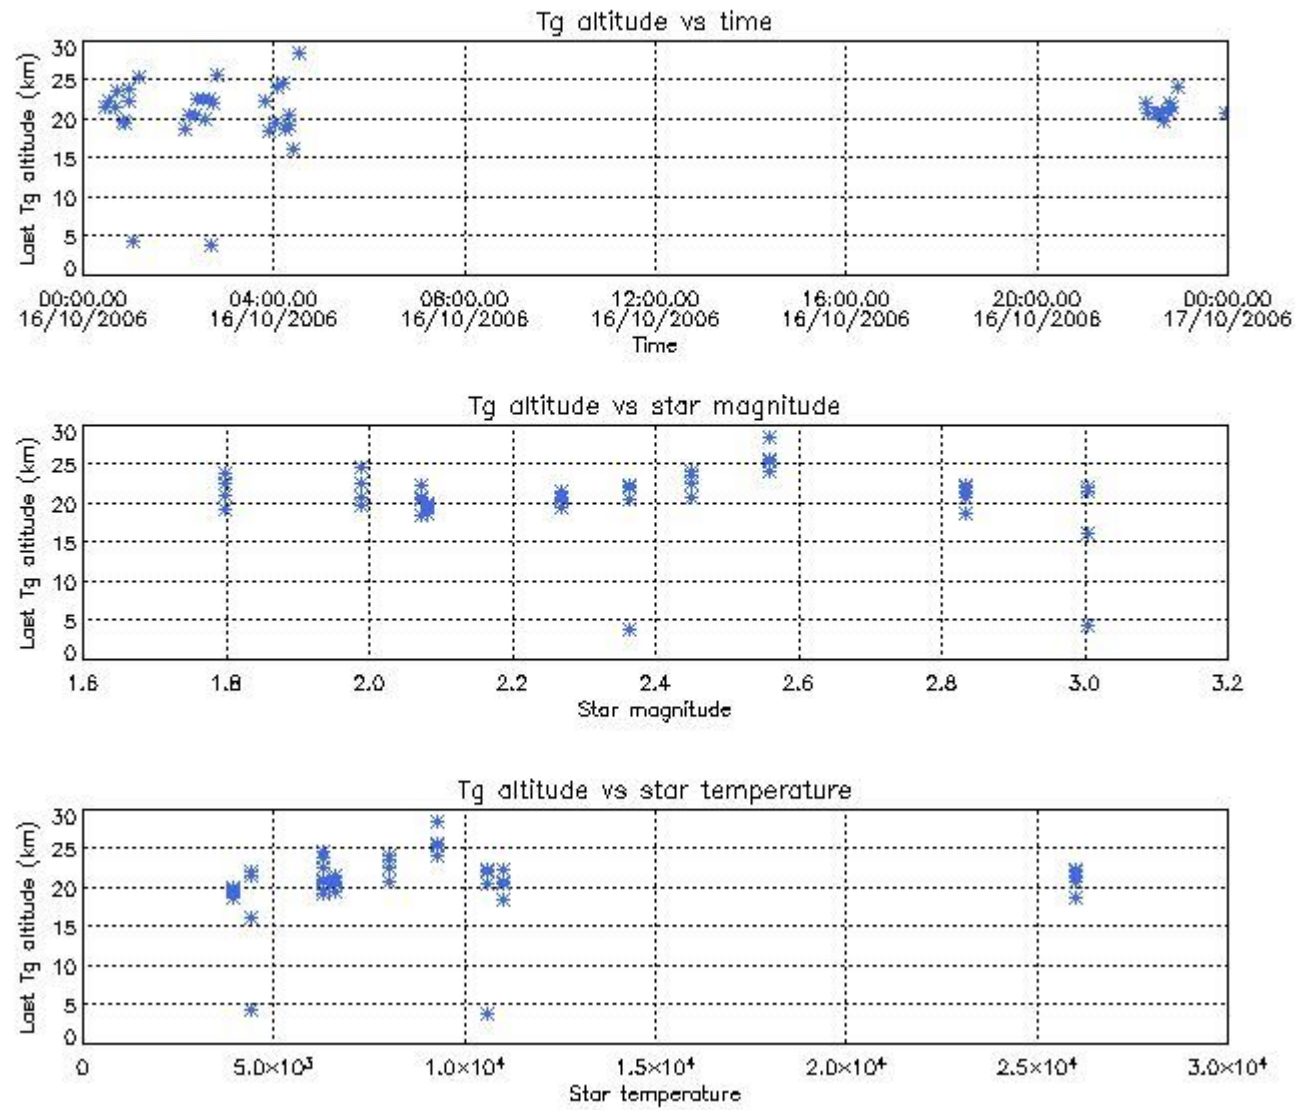 Tg altitude vs time
Last Tg altitude (km)
30
25
20
15
10
5
0
00:00.00 04:00.00 08:00.00 12:00.00 16:00.00 20:00.00 00:00.00
16/10/2006 16/10/2006 16/10/2006 16/10/2006 16/10/2006 16/10/2006 17/10/2006
Time
Tg altitude vs star magnitude
Last Tg altitude (km)
30
25
20
15
10
5
0
1.6 1.8 2.0 2.2 2.4 2.6 2.8 3.0 3.2
Star magnitude
Tg altitude vs star temperature
Last Tg altitude (km)
30
25
20
15
10
5
0
0 5.0×10³ 1.0×10⁴ 1.5×10⁴ 2.0×10⁴ 2.5×10⁴ 3.0×10⁴
Star temperature